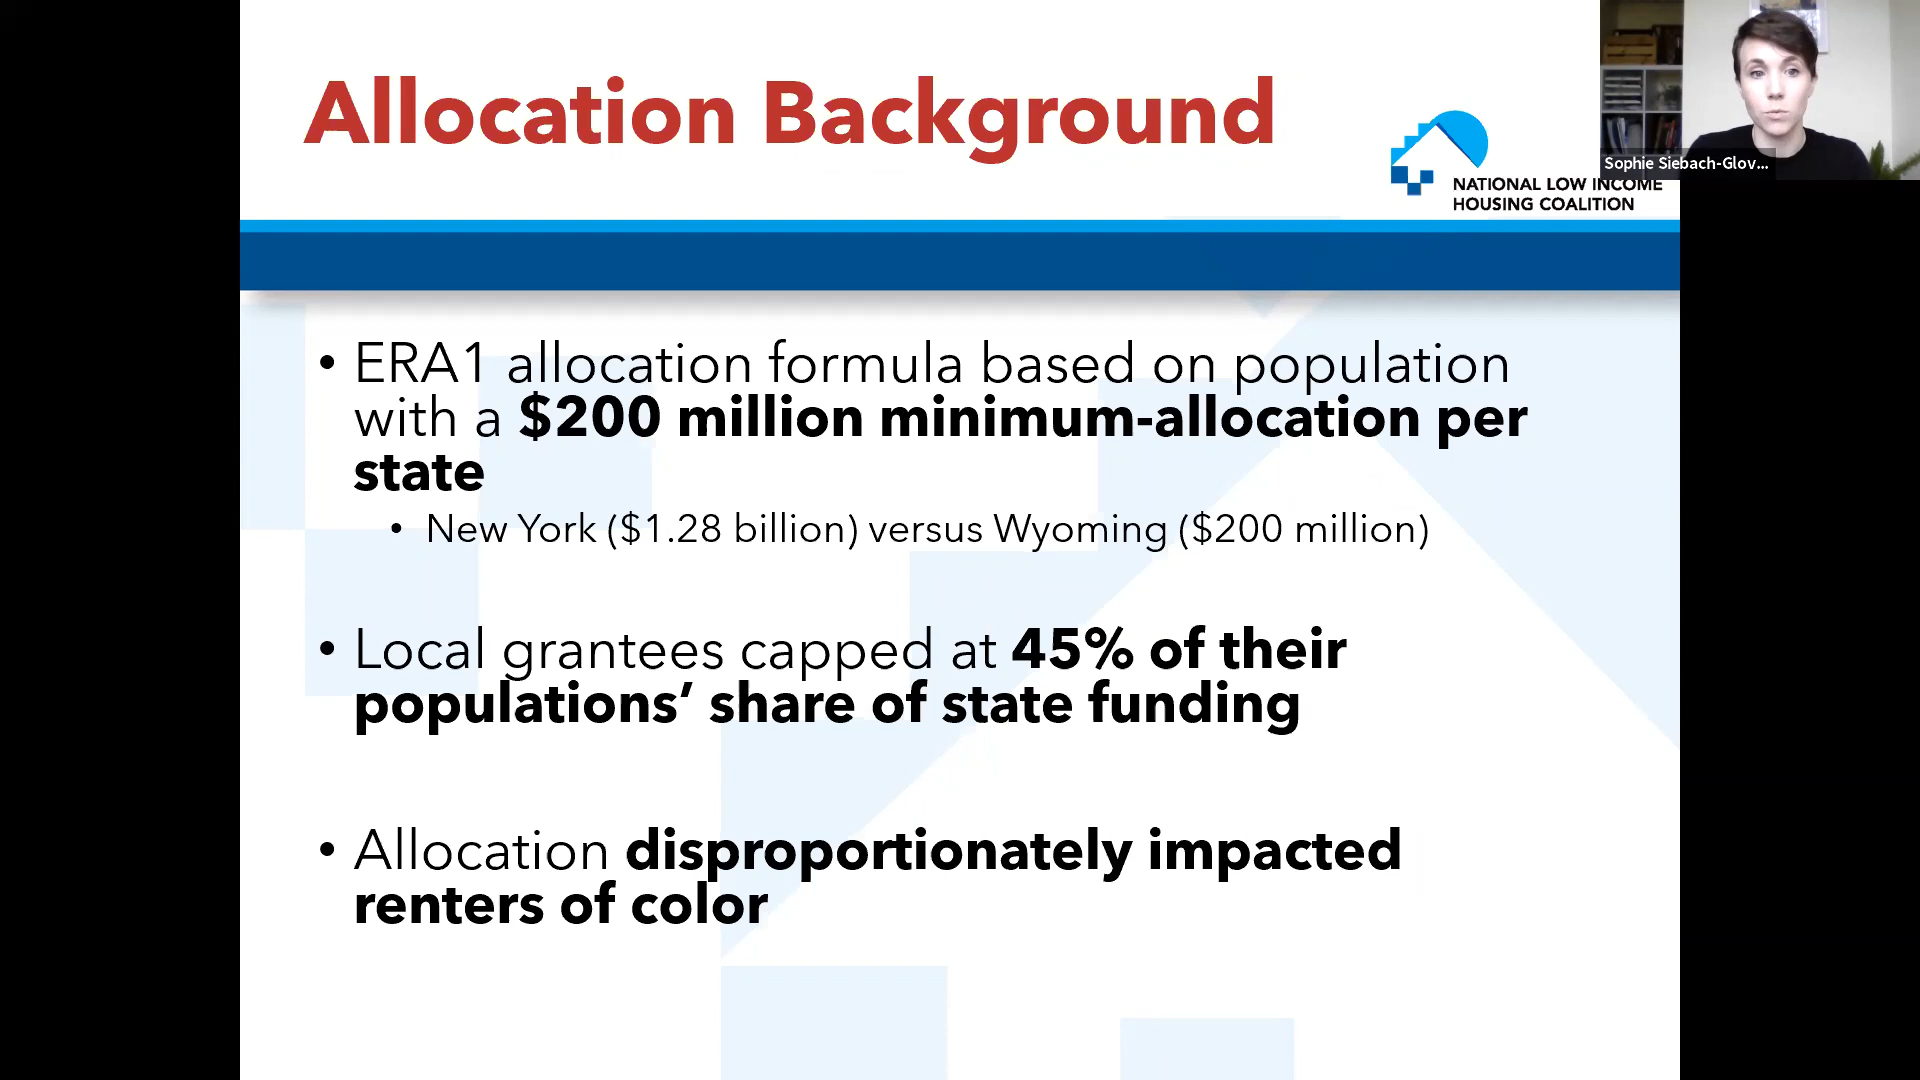 Allocation Background
Sophie Siebach-Glov...
NATIONAL LOW INCOME
HOUSING COALITION
• ERA1 allocation formula based on population
with a $200 million minimum-allocation per
state
• New York ($1.28 billion) versus Wyoming ($200 million)
• Local grantees capped at 45% of their
populations’ share of state funding
• Allocation disproportionately impacted
renters of color